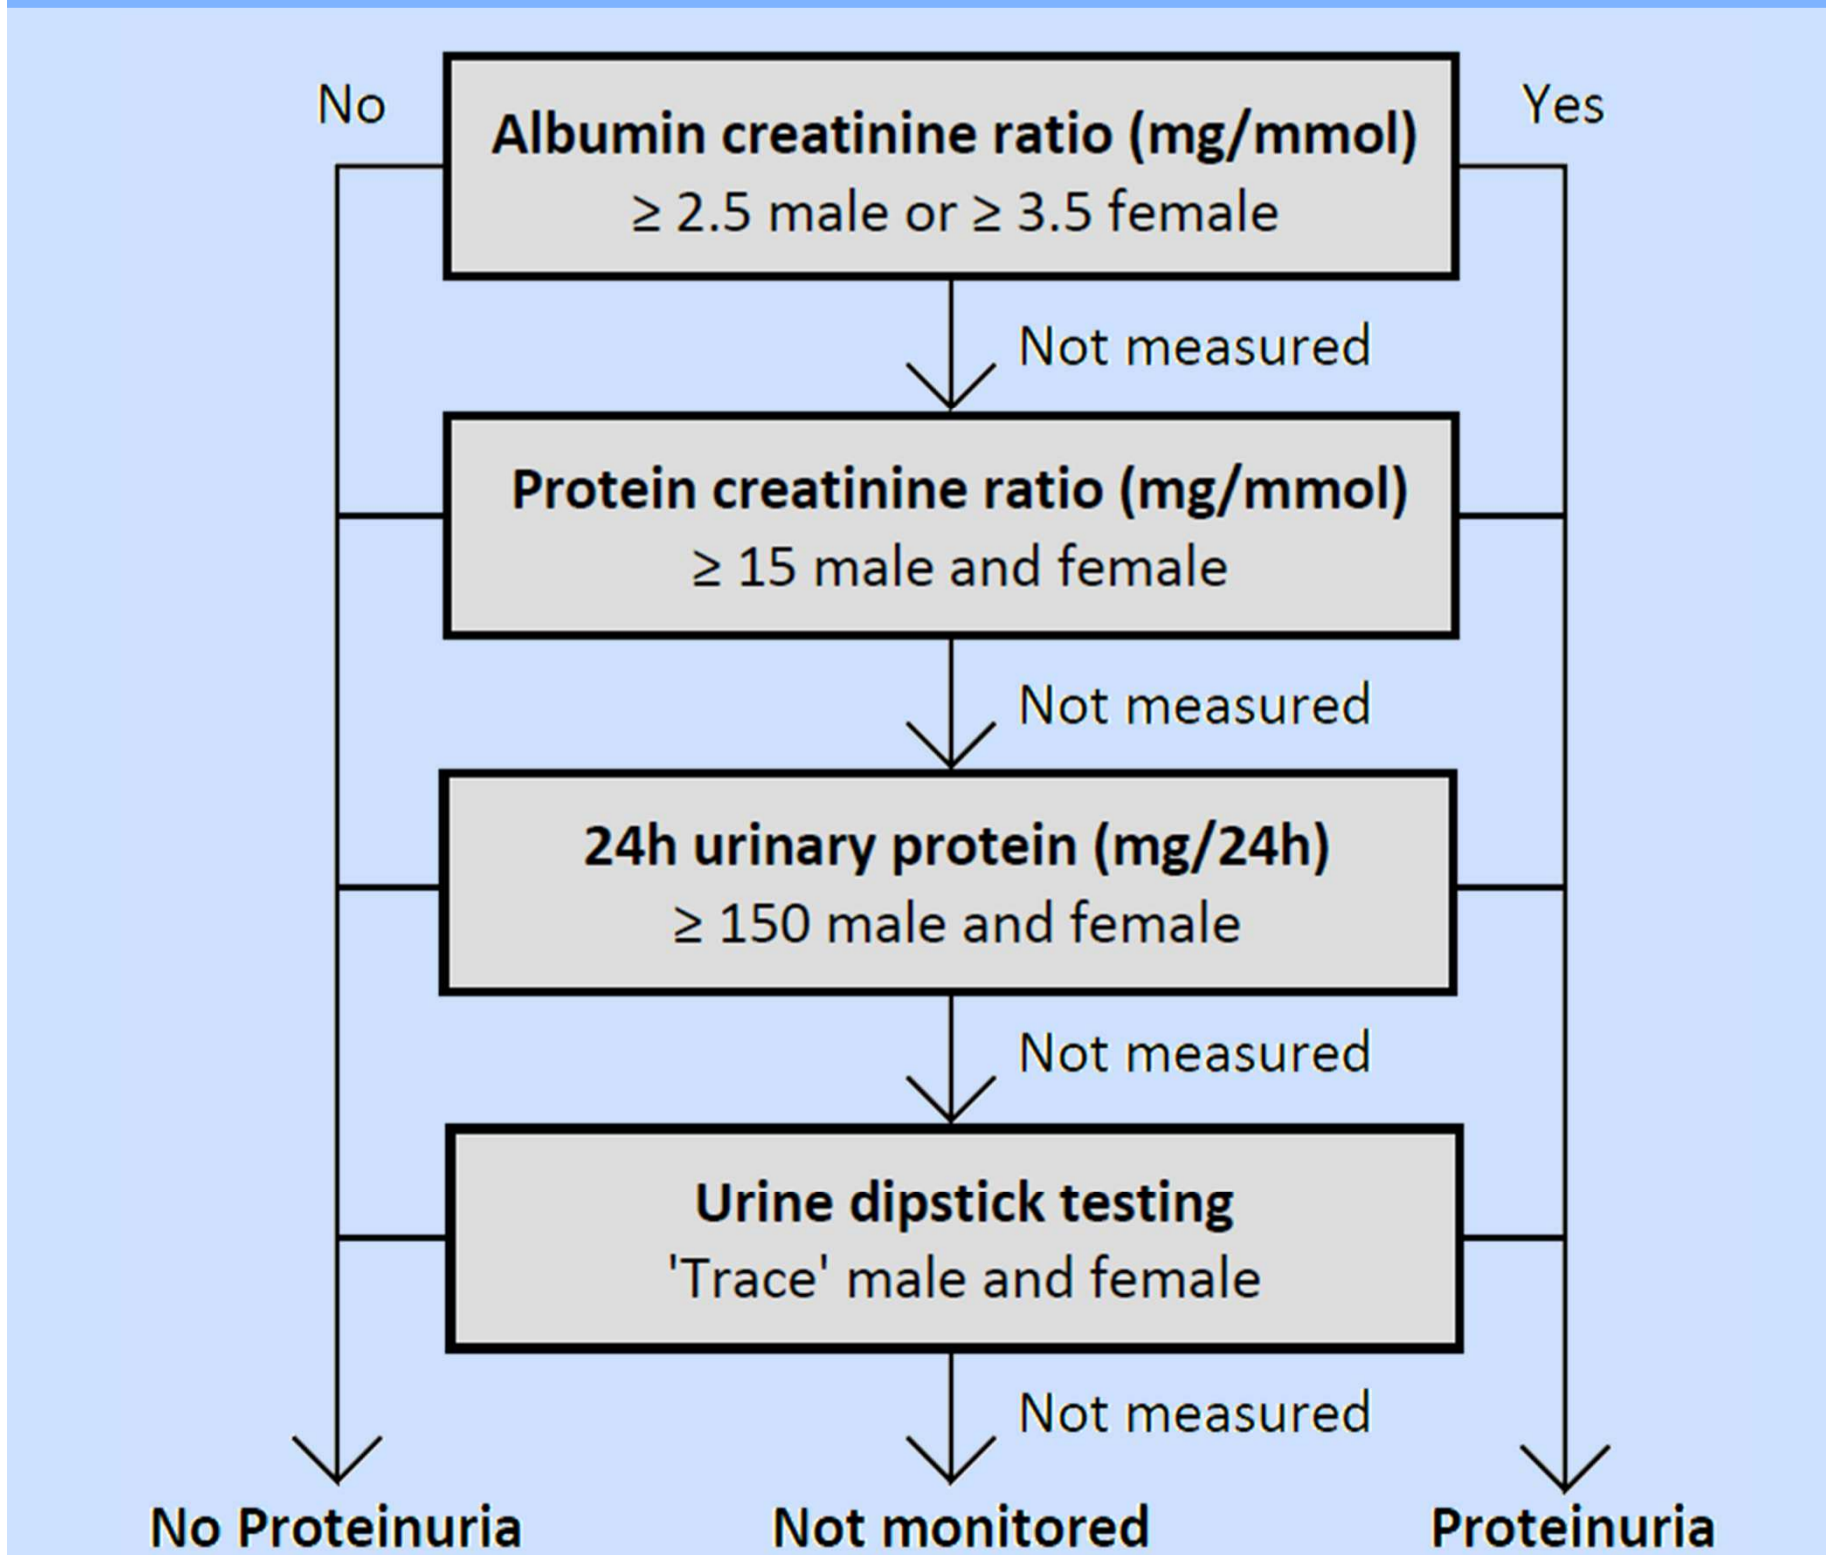 No
Yes
Albumin creatinine ratio (mg/mmol)
≥ 2.5 male or ≥ 3.5 female
Not measured
Protein creatinine ratio (mg/mmol)
≥ 15 male and female
Not measured
24h urinary protein (mg/24h)
≥ 150 male and female
Not measured
Urine dipstick testing
'Trace' male and female
Not measured
No Proteinuria
Not monitored
Proteinuria